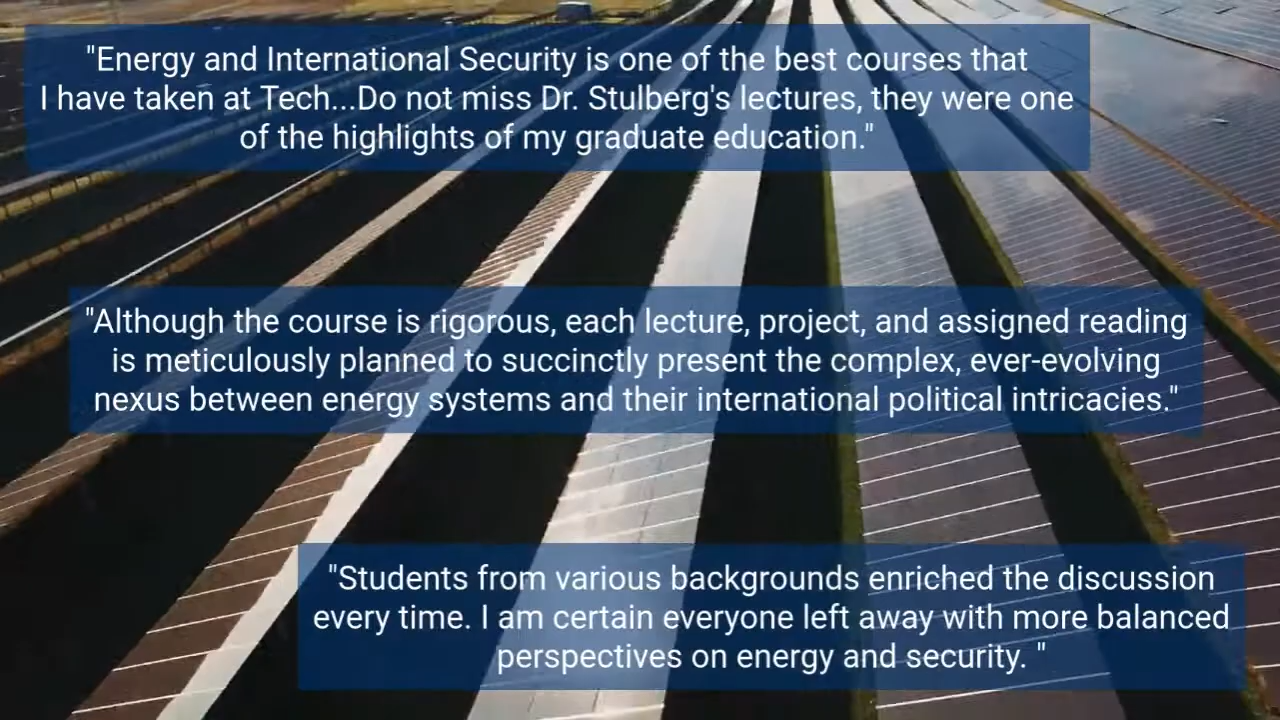 "Energy and International Security is one of the best courses that
I have taken at Tech...Do not miss Dr. Stulberg's lectures, they were one
of the highlights of my graduate education."
"Although the course is rigorous, each lecture, project, and assigned reading
is meticulously planned to succinctly present the complex, ever-evolving
nexus between energy systems and their international political intricacies."
"Students from various backgrounds enriched the discussion
every time. I am certain everyone left away with more balanced
perspectives on energy and security. "